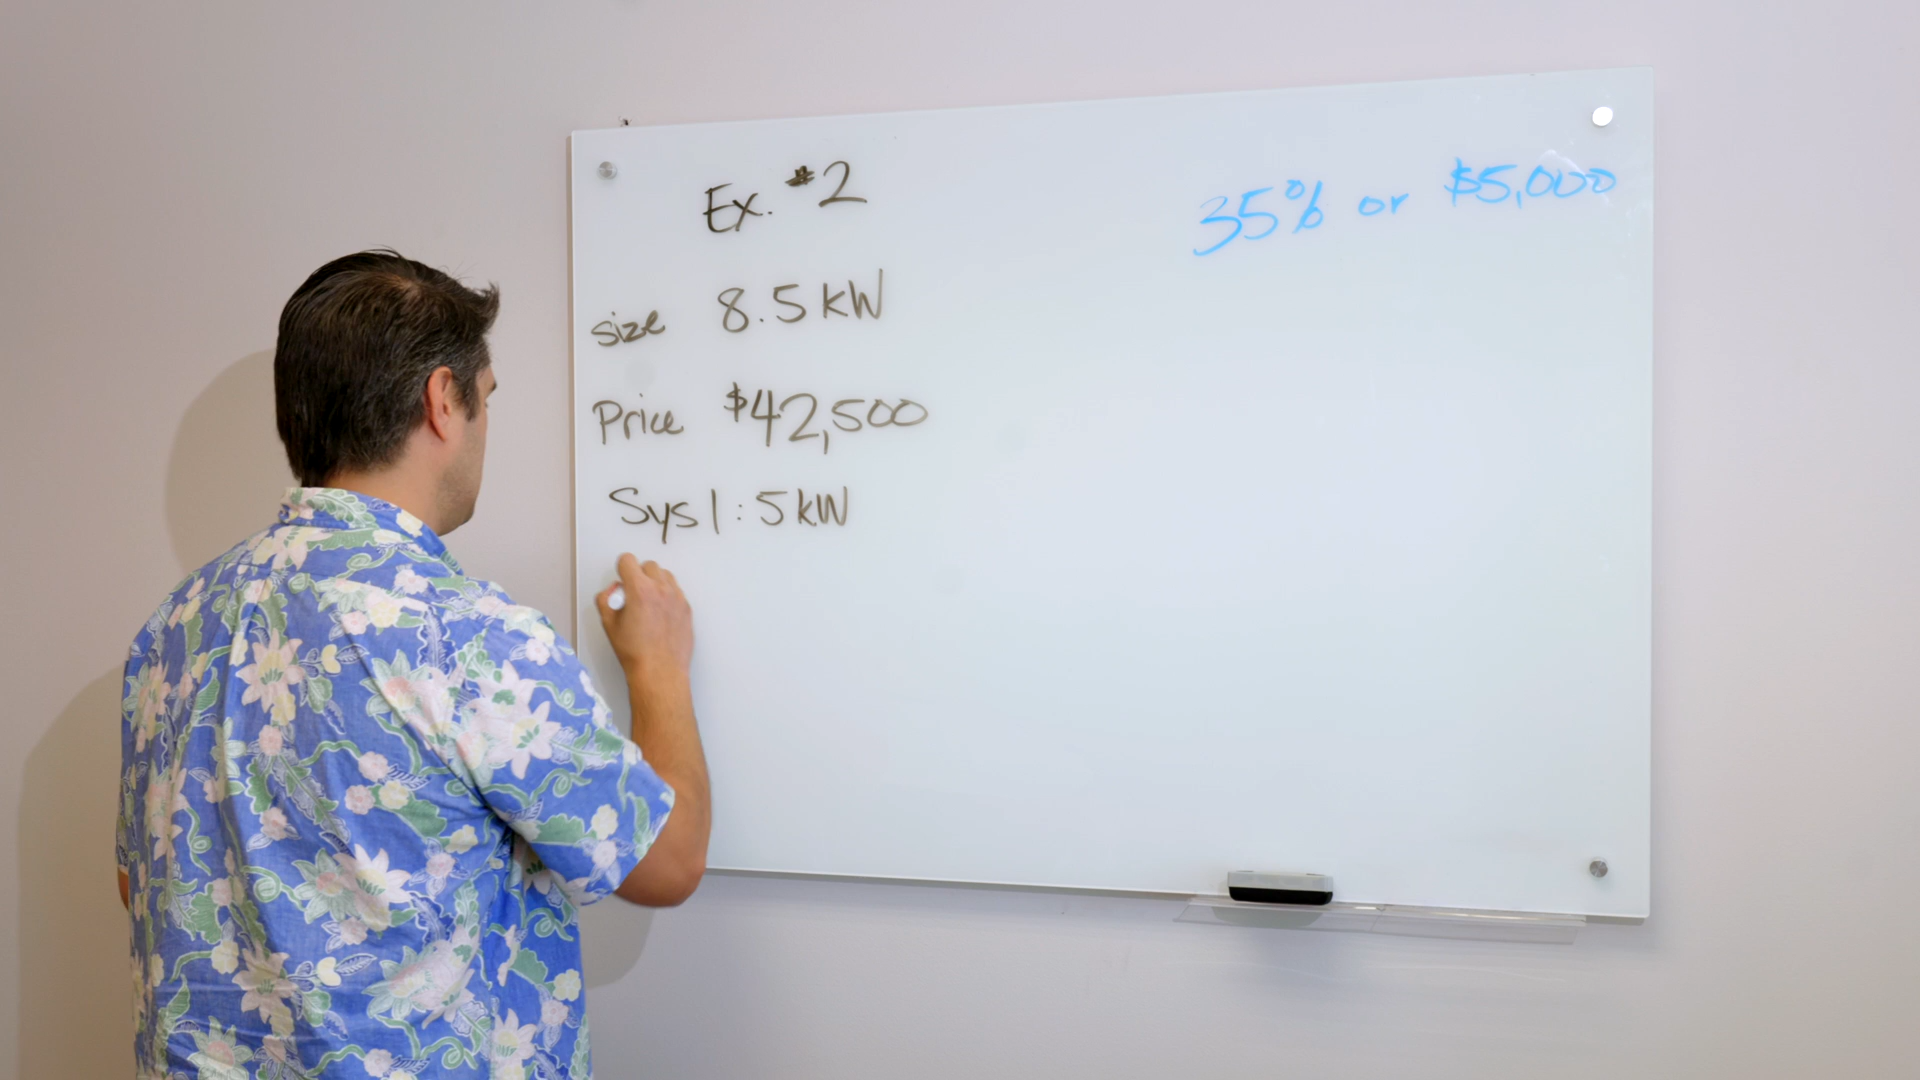 Ex. #2
35% or $5,000
size 8.5 kW
Price $42,500
Sys 1: 5 kW